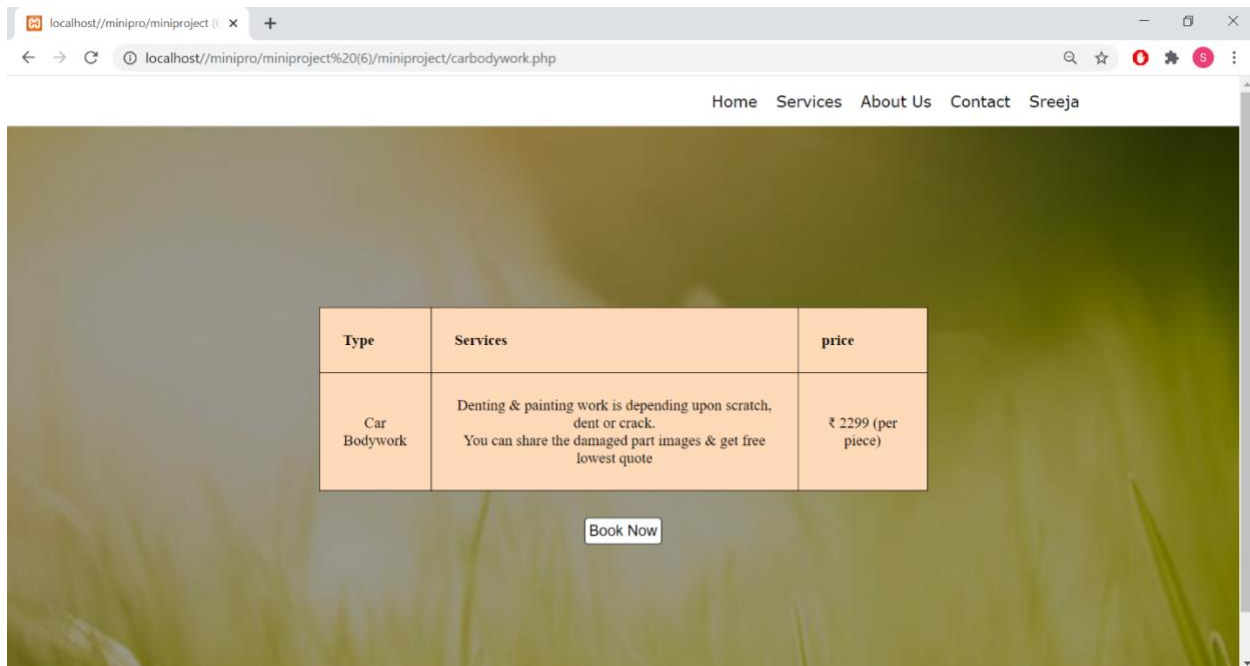 localhost//minipro/miniproject (6
localhost//minipro/miniproject%20(6)/miniproject/carbodywork.php
S
Home Services About Us Contact Sreeja
Type Services price
Car
Bodywork
Denting & painting work is depending upon scratch,
dent or crack.
You can share the damaged part images & get free
lowest quote
₹ 2299 (per
piece)
Book Now